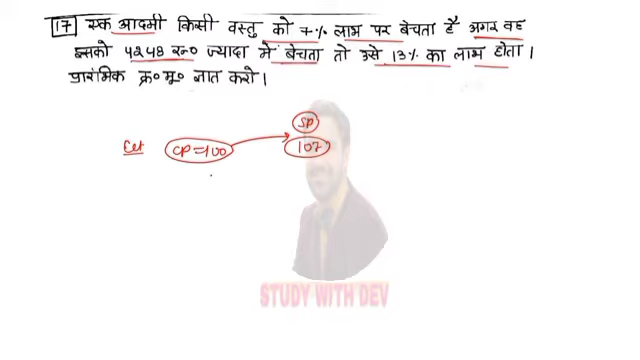 17 एक आदमी किसी वस्तु को 7% लाभ पर बेचता है अगर वह
इसको 4248 रु० ज्यादा में बेचता तो उसे 13% का लाभ होता ।
प्रारंभिक क्र० मू० ज्ञात करो ।
SP
Let CP=100 107
STUDY WITH DEV